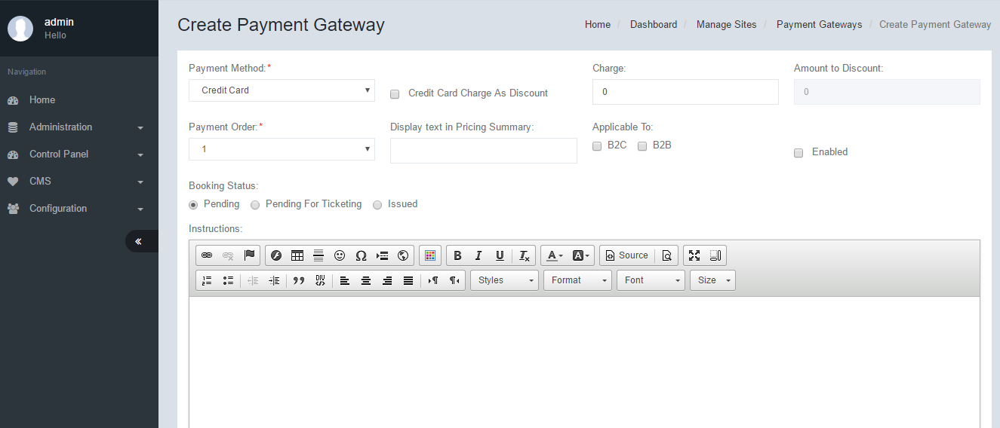 admin
Hello
Navigation
Home
Administration
Control Panel
CMS
Configuration
Create Payment Gateway
Home / Dashboard / Manage Sites / Payment Gateways / Create Payment Gateway
Payment Method:*
Credit Card
Credit Card Charge As Discount
Charge:
0
Amount to Discount:
0
Payment Order:*
1
Display text in Pricing Summary:
Applicable To:
B2C B2B
Enabled
Booking Status:
Pending Pending For Ticketing Issued
Instructions:
B I U Tx A A Source
DIV Styles Format Font Size